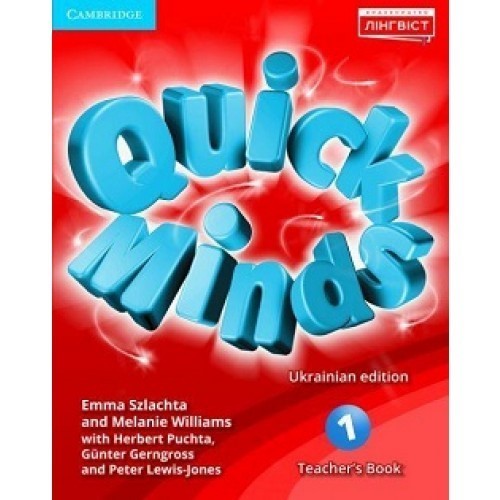 CAMBRIDGE
ЛІНГВІСТ
Quick
Minds
Ukrainian edition
Emma Szlachta
and Melanie Williams
with Herbert Puchta,
Günter Gerngross
and Peter Lewis-Jones
1
Teacher's Book